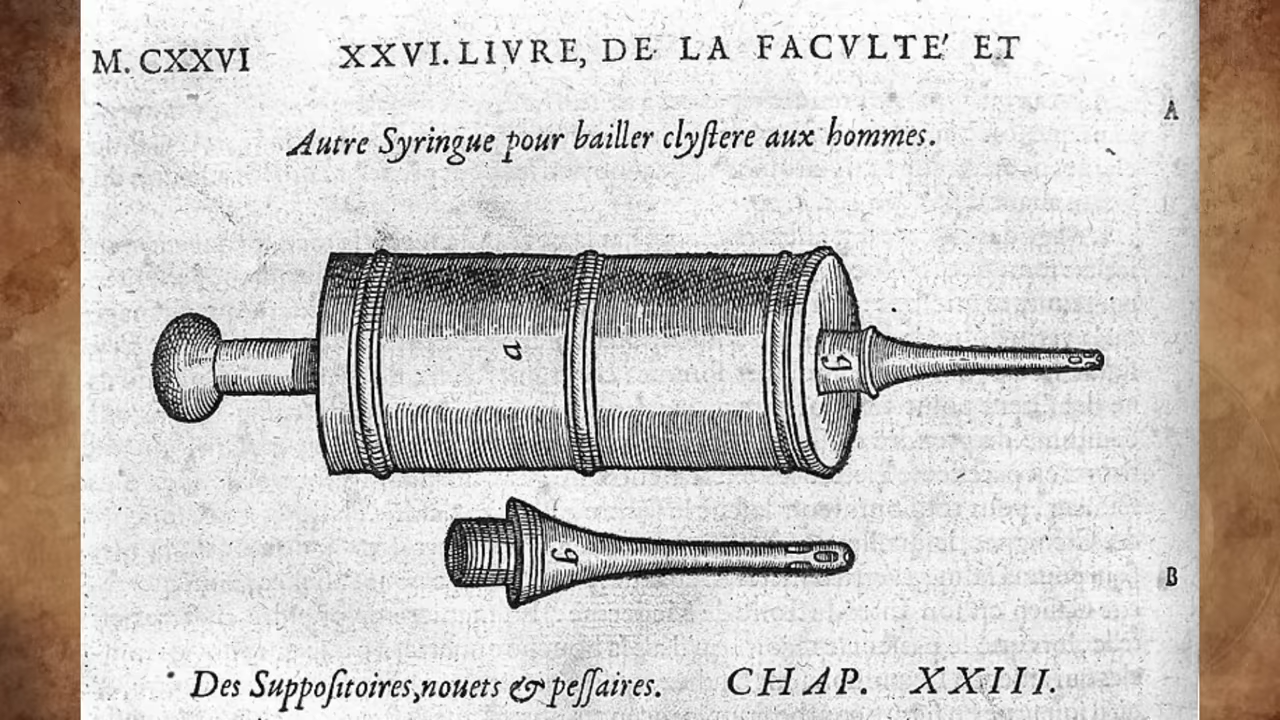 M. CXXVI XXVI. LIVRE, DE LA FACVLTE' ET
A
Autre Syringue pour bailler clyſtere aux hommes.
a
g
g
B
Des Suppoſitoires, nouets & peſſaires. CHAP. XXIII.